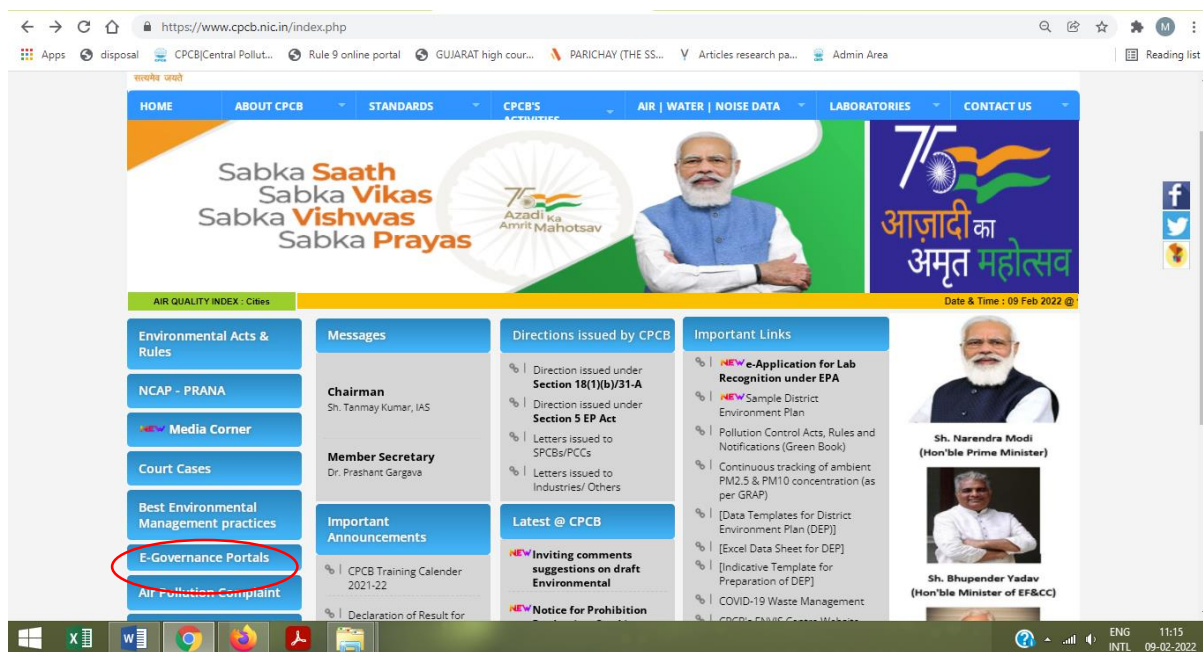 https://www.cpcb.nic.in/index.php
M
Apps
disposal
CPCB|Central Pollut...
Rule 9 online portal
GUJARAT high cour...
PARICHAY (THE SS...
Articles research pa...
Admin Area
Reading list
सत्यमेव जयते
HOME
ABOUT CPCB
STANDARDS
CPCB'S
ACTIVITIES
AIR | WATER | NOISE DATA
LABORATORIES
CONTACT US
Sabka Saath
Sabka Vikas
Sabka Vishwas
Sabka Prayas
75
Azadi Ka
Amrit Mahotsav
75
आज़ादी का
अमृत महोत्सव
AIR QUALITY INDEX : Cities
Date & Time : 09 Feb 2022 @
Environmental Acts &
Rules
NCAP - PRANA
NEW Media Corner
Court Cases
Best Environmental
Management practices
E-Governance Portals
Air Pollution Complaint
Messages
Chairman
Sh. Tanmay Kumar, IAS
Member Secretary
Dr. Prashant Gargava
Important
Announcements
CPCB Training Calender
2021-22
Declaration of Result for
Directions issued by CPCB
Direction issued under
Section 18(1)(b)/31-A
Direction issued under
Section 5 EP Act
Letters issued to
SPCBs/PCCs
Letters issued to
Industries/ Others
Latest @ CPCB
NEW Inviting comments
suggestions on draft
Environmental
NEW Notice for Prohibition
Important Links
NEW e-Application for Lab
Recognition under EPA
NEW Sample District
Environment Plan
Pollution Control Acts, Rules and
Notifications (Green Book)
Continuous tracking of ambient
PM2.5 & PM10 concentration (as
per GRAP)
[Data Templates for District
Environment Plan (DEP)]
[Excel Data Sheet for DEP]
[Indicative Template for
Preparation of DEP]
COVID-19 Waste Management
CPCB's ENVIS Centre Website
Sh. Narendra Modi
(Hon'ble Prime Minister)
Sh. Bhupender Yadav
(Hon'ble Minister of EF&CC)
ENG
INTL
11:15
09-02-2022